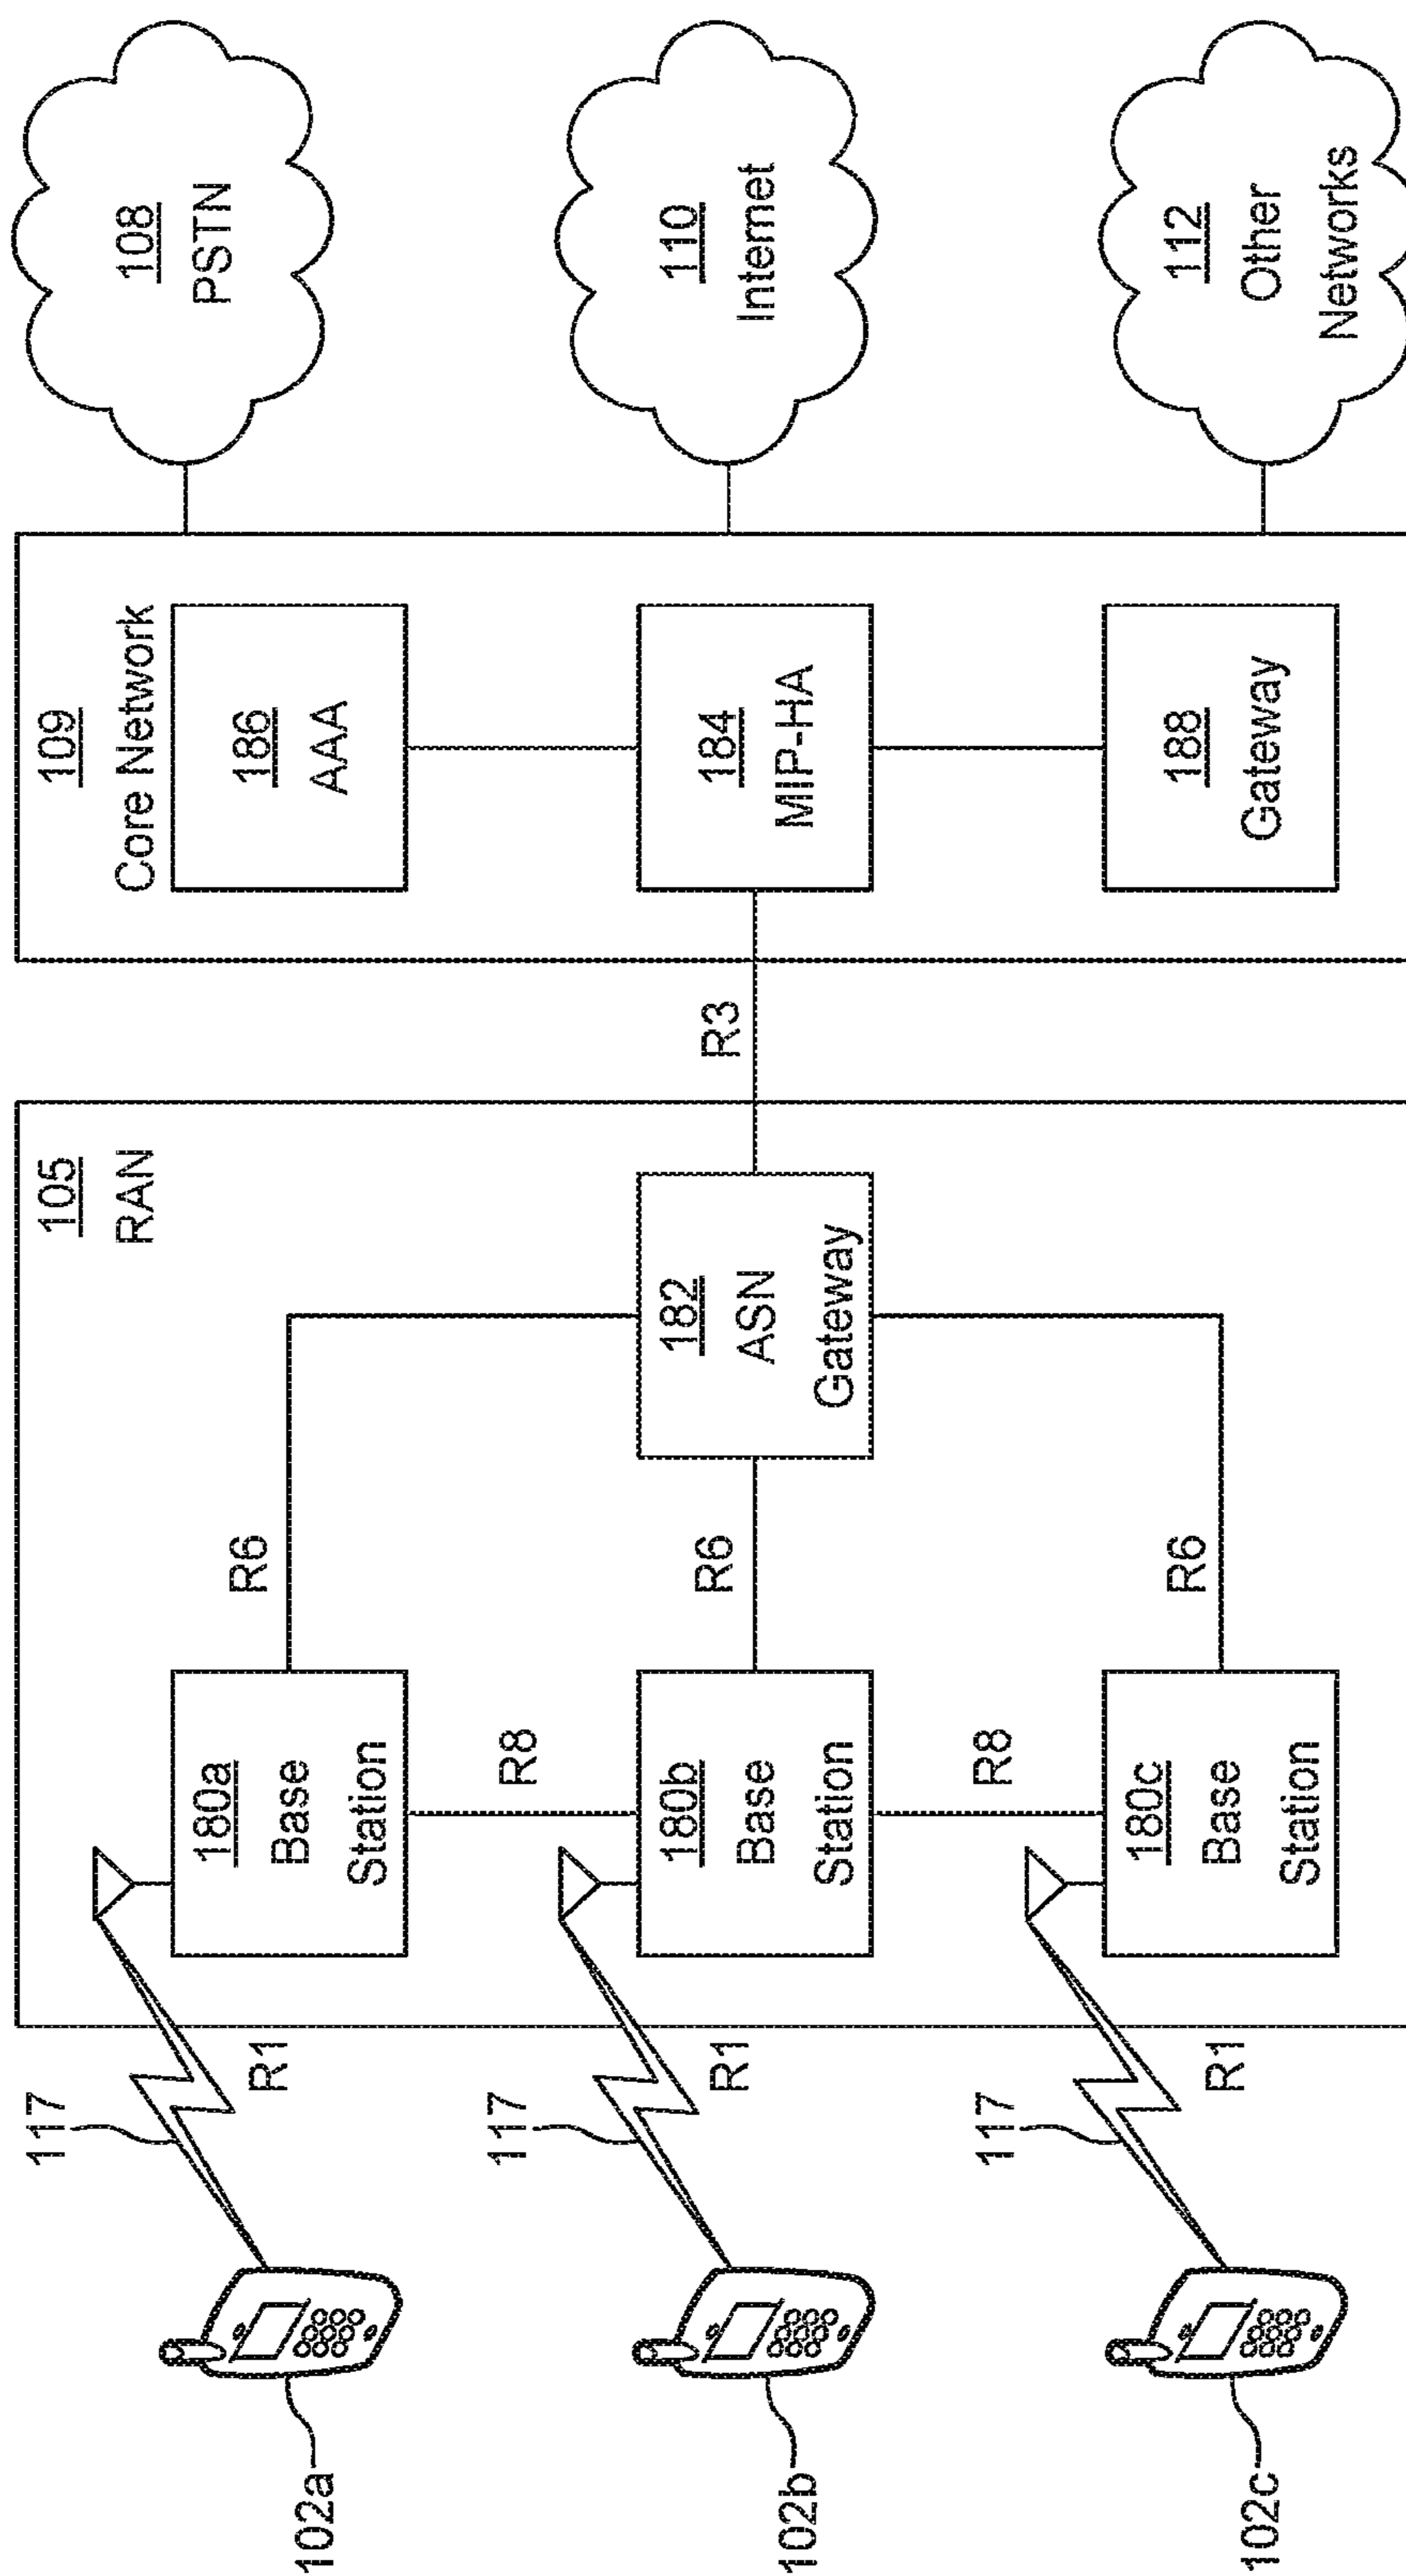 102a
102b
102c
117
117
117
R1
R1
R1
105
RAN
180a
Base
Station
180b
Base
Station
180c
Base
Station
R8
R8
R6
R6
R6
182
ASN
Gateway
R3
109
Core Network
186
AAA
184
MIP-HA
188
Gateway
108
PSTN
110
Internet
112
Other
Networks